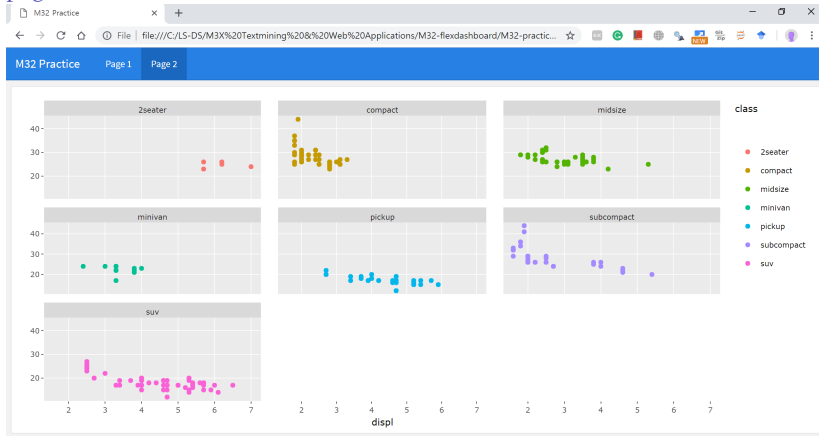 M32 Practice
File | file:///C:/LS-DS/M3X%20Textmining%20&%20Web%20Applications/M32-flexdashboard/M32-practic...
NEW
M32 Practice Page 1 Page 2
2seater compact midsize class
40
30
20
2seater
compact
midsize
minivan
pickup
subcompact
suv
minivan pickup subcompact
40
30
20
suv
40
30
20
2 3 4 5 6 7 2 3 4 5 6 7 2 3 4 5 6 7
displ